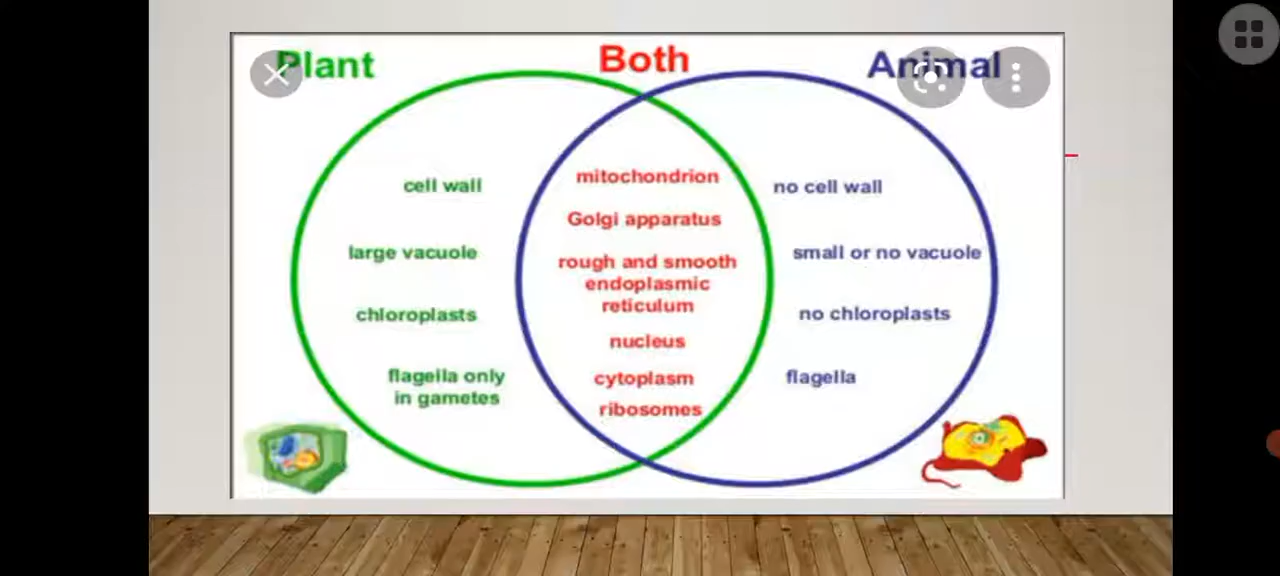 Plant
Both
Animal
cell wall
large vacuole
chloroplasts
flagella only
in gametes
mitochondrion
Golgi apparatus
rough and smooth
endoplasmic
reticulum
nucleus
cytoplasm
ribosomes
no cell wall
small or no vacuole
no chloroplasts
flagella